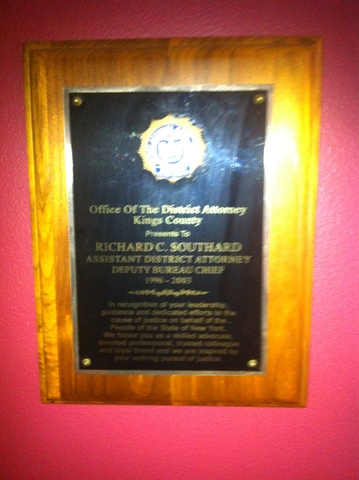 Office Of The District Attorney
Kings County
Presents To
RICHARD C. SOUTHARD
ASSISTANT DISTRICT ATTORNEY
DEPUTY BUREAU CHIEF
1996 - 2003
In recognition of your leadership,
guidance and dedicated efforts to the
cause of justice on behalf of the
People of the State of New York.
We honor you as a skilled advocate,
devoted professional, trusted colleague
and loyal friend and we are inspired by
your untiring pursuit of justice.